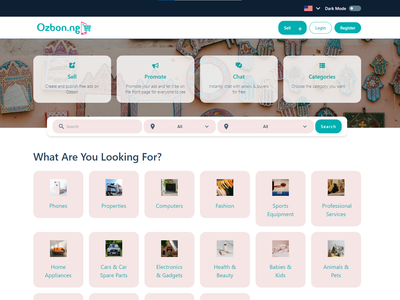 Dark Mode
Ozbon.ng
Sell +
Login
Register
Sell
Create and publish free ads on
Ozbon
Promote
Promote your ads and let it be on
the front page for everyone to see
Chat
Instantly chat with sellers & buyers
for free
Categories
Choose the category you want
Search
All
All
Search
What Are You Looking For?
Phones
Properties
Computers
Fashion
Sports
Equipment
Professional
Services
Home
Appliances
Cars & Car
Spare Parts
Electronics
& Gadgets
Health &
Beauty
Babies &
Kids
Animals &
Pets